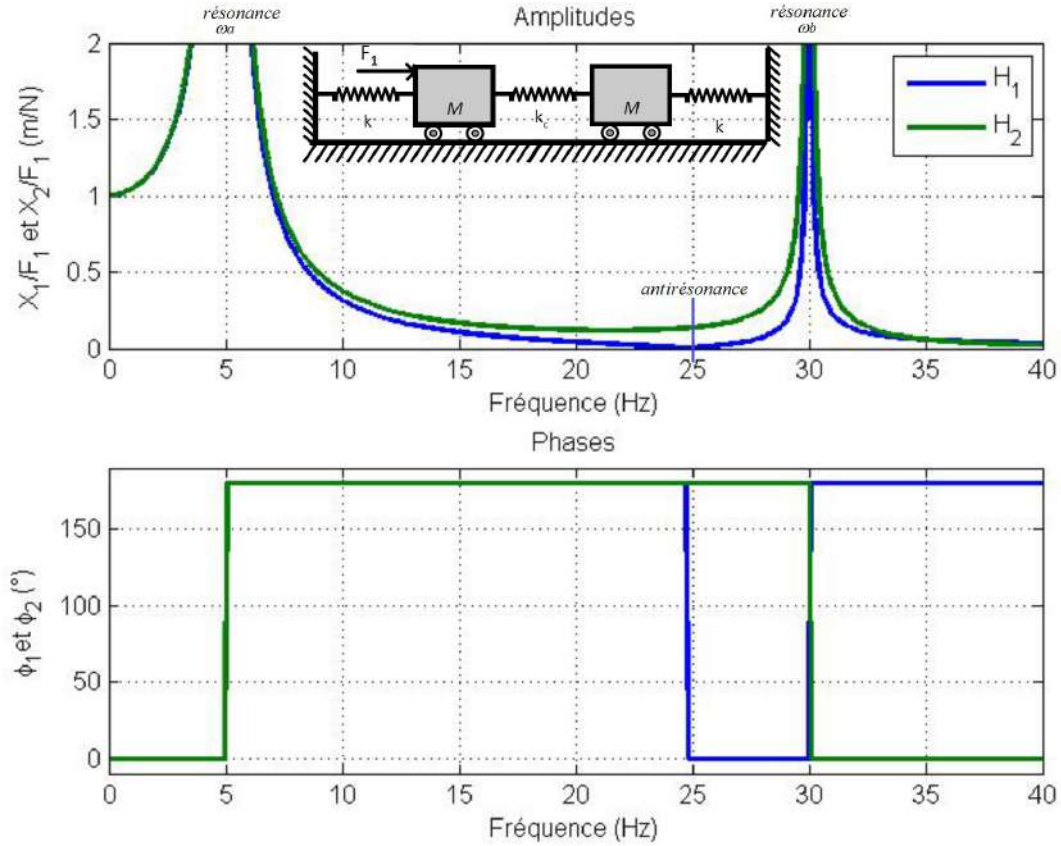 résonance
ωa
Amplitudes
résonance
ωb
X1/F1 et X2/F1 (m/N)
2
1.5
1
0.5
0
F1
M
M
k
kc
k
H1
H2
antirésonance
0 5 10 15 20 25 30 35 40
Fréquence (Hz)
Phases
ϕ1 et ϕ2 (°)
150
100
50
0
0 5 10 15 20 25 30 35 40
Fréquence (Hz)